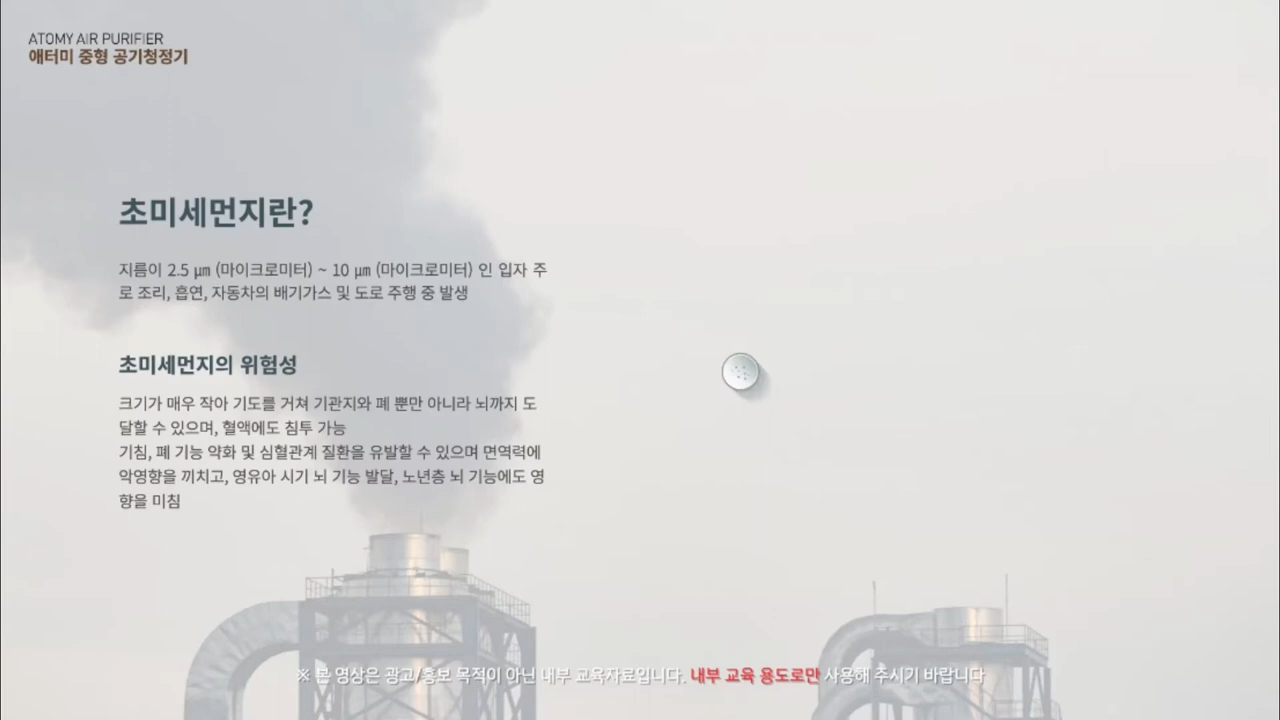 ATOMY AIR PURIFIER
애터미 중형 공기청정기
초미세먼지란?
지름이 2.5 ㎛ (마이크로미터) ~ 10 ㎛ (마이크로미터) 인 입자 주
로 조리, 흡연, 자동차의 배기가스 및 도로 주행 중 발생
초미세먼지의 위험성
크기가 매우 작아 기도를 거쳐 기관지와 폐 뿐만 아니라 뇌까지 도
달할 수 있으며, 혈액에도 침투 가능
기침, 폐 기능 약화 및 심혈관계 질환을 유발할 수 있으며 면역력에
악영향을 끼치고, 영유아 시기 뇌 기능 발달, 노년층 뇌 기능에도 영
향을 미침
※ 본 영상은 광고/홍보 목적이 아닌 내부 교육자료입니다. 내부 교육 용도로만 사용해 주시기 바랍니다